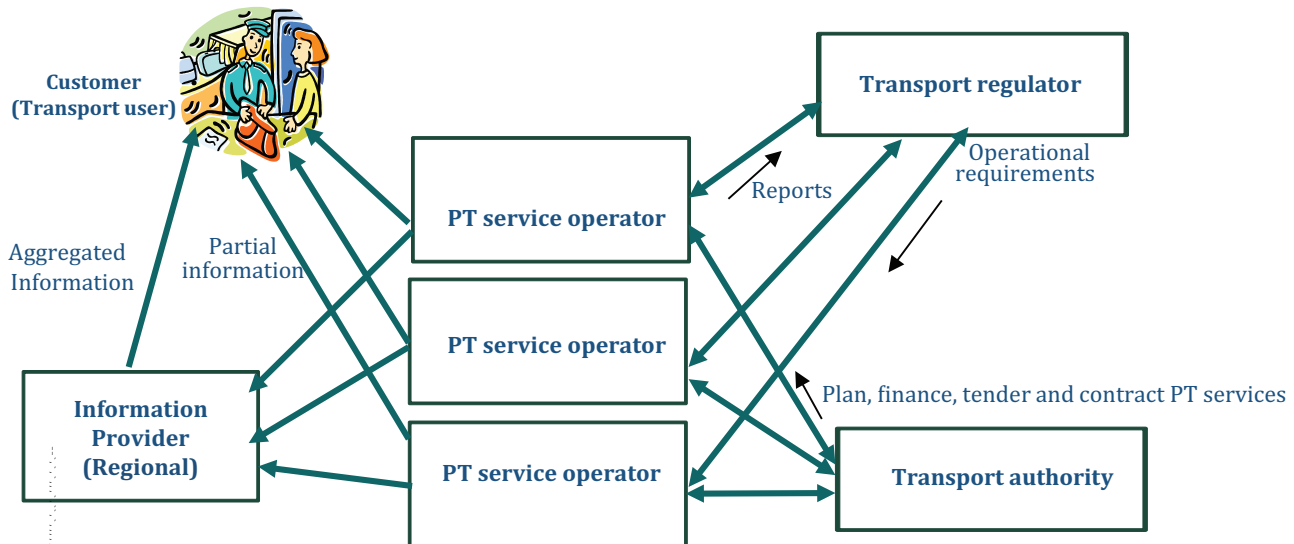 Customer
(Transport user)
Transport regulator
Operational
requirements
Reports
PT service operator
Aggregated
Information
Partial
information
PT service operator
Plan, finance, tender and contract PT services
Information
Provider
(Regional)
PT service operator
Transport authority